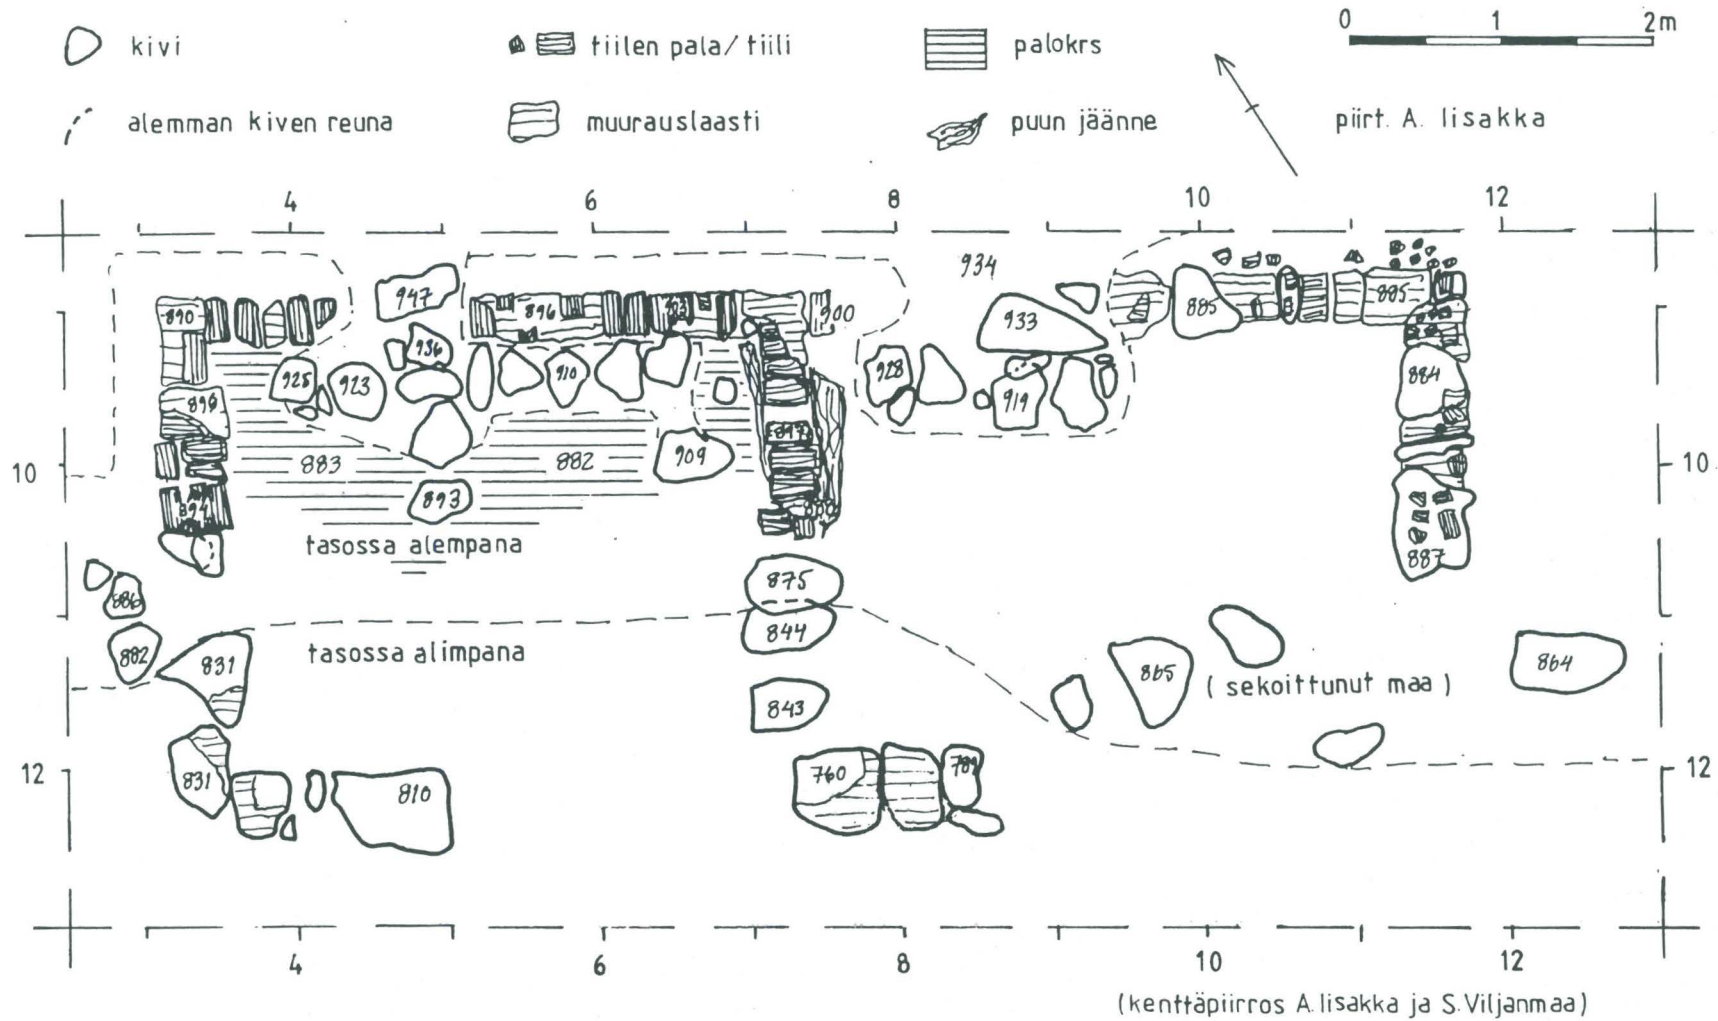 kivi
tiilen pala/tiili
palokrs
0 1 2m
alemman kiven reuna
muurauslaasti
puun jäänne
piirt. A. Iisakka
4 6 8 10 12
934
947
890
896
900
933
885
885
936
925
923
910
928
919
884
896
897
10
883
882
909
10
893
894
tasossa alempana
887
875
886
844
882
831
tasossa alimpana
865
(sekoittunut maa)
864
843
12
831
810
760
789
12
4 6 8 10 12
(kenttäpiirros A. Iisakka ja S. Viljanmaa)